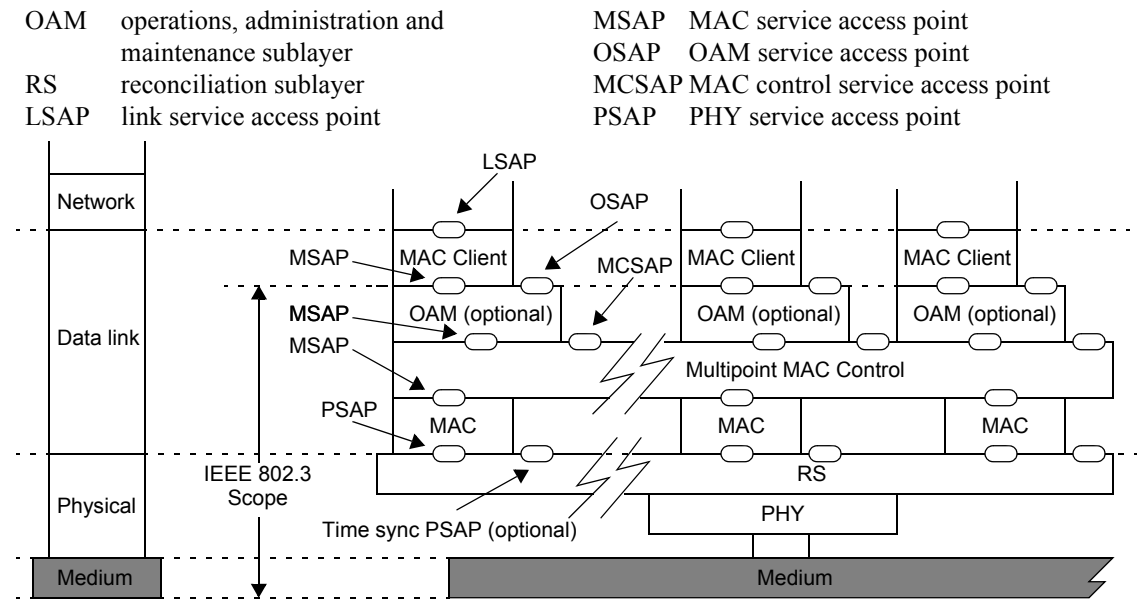 OAM operations, administration and
maintenance sublayer
RS reconciliation sublayer
LSAP link service access point
MSAP MAC service access point
OSAP OAM service access point
MCSAP MAC control service access point
PSAP PHY service access point
LSAP
Network
OSAP
MSAP
MAC Client
MCSAP
MAC Client
MAC Client
MSAP
OAM (optional)
OAM (optional)
OAM (optional)
Data link
MSAP
Multipoint MAC Control
PSAP
MAC
MAC
MAC
IEEE 802.3
Scope
RS
Physical
Time sync PSAP (optional)
PHY
Medium
Medium